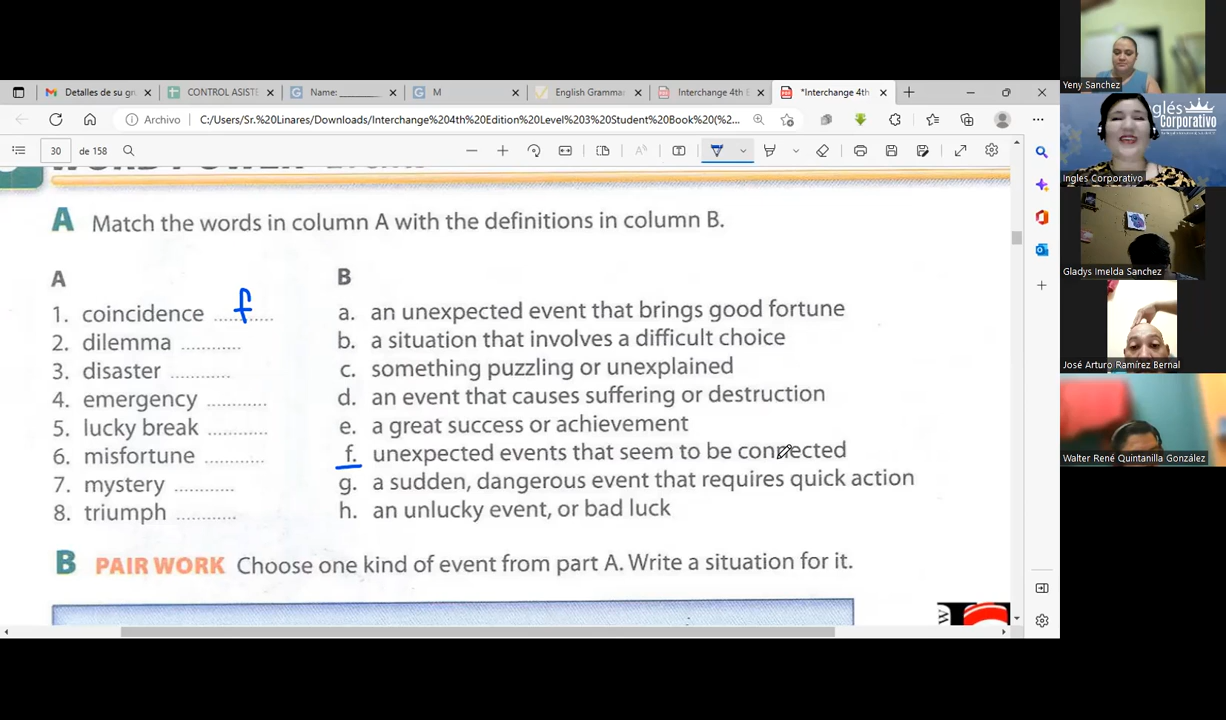 Detalles de su gr
CONTROL ASISTE
Name: ________
M
English Gramma
Interchange 4th E
*Interchange 4th
Archivo
C:/Users/Sr.%20Linares/Downloads/Interchange%204th%20Edition%20Level%203%20Student%20Book%20(%2...
30
de 158
A Match the words in column A with the definitions in column B.
A
1. coincidence .......... f
2. dilemma ..........
3. disaster ..........
4. emergency ..........
5. lucky break ..........
6. misfortune ..........
7. mystery ..........
8. triumph ..........
B
a. an unexpected event that brings good fortune
b. a situation that involves a difficult choice
c. something puzzling or unexplained
d. an event that causes suffering or destruction
e. a great success or achievement
f. unexpected events that seem to be connected
g. a sudden, dangerous event that requires quick action
h. an unlucky event, or bad luck
B PAIR WORK Choose one kind of event from part A. Write a situation for it.
Yeny Sanchez
glés
Corporativo
Ingles Corporativo
Gladys Imelda Sanchez
José Arturo Ramírez Bernal
Walter René Quintanilla González